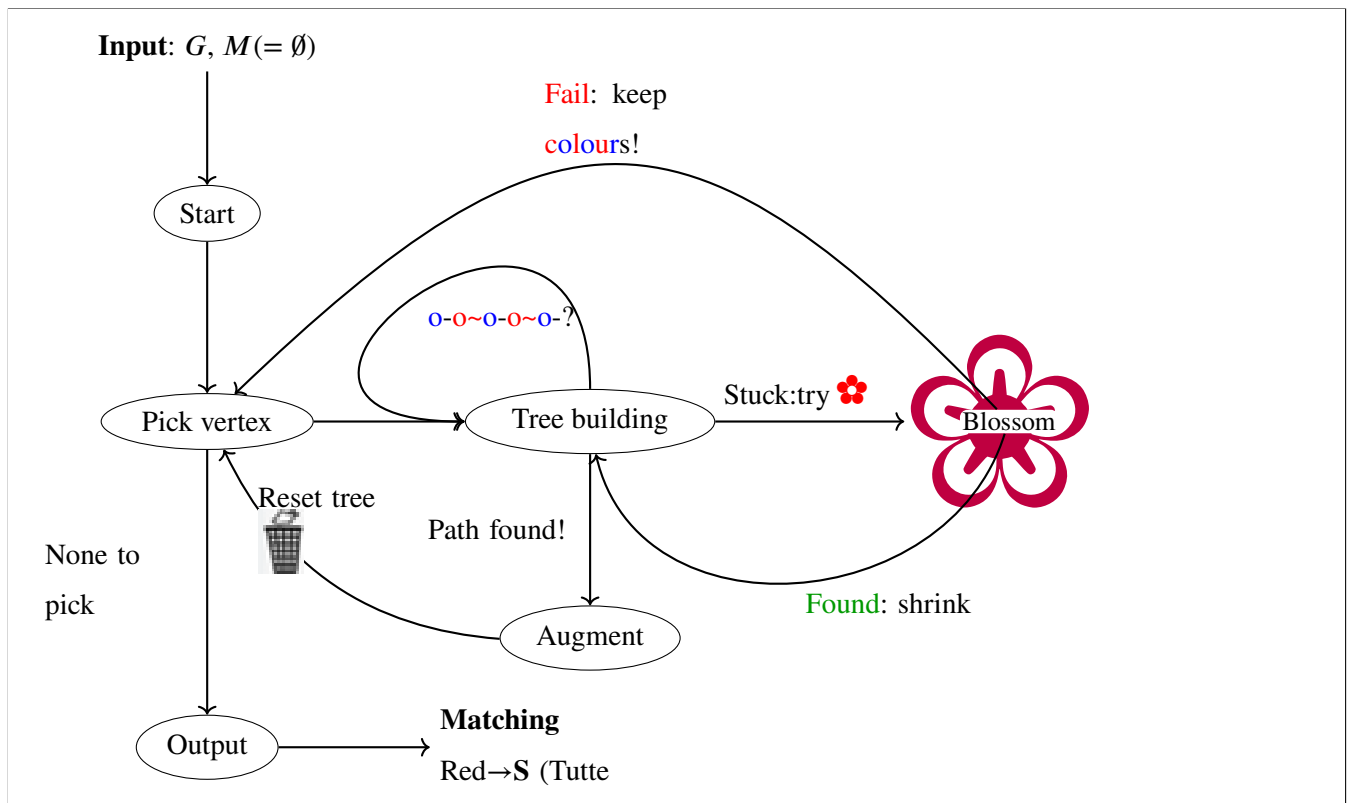 Input: G, M(= ∅)
Fail: keep
colours!
Start
o-o~o-o~o-?
Pick vertex
Tree building
Stuck:try
Blossom
Reset tree
Path found!
None to
pick
Found: shrink
Augment
Output
Matching
Red→S (Tutte